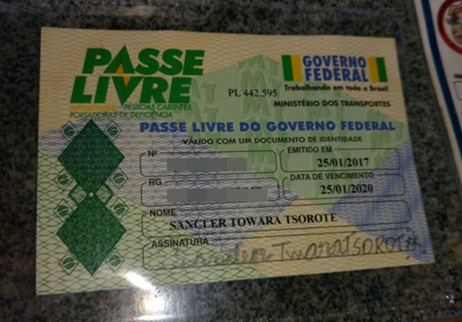 PASSE
LIVRE
PESSOAS CARENTES
PORTADORAS DE DEFICIÊNCIA
PL 442.595
GOVERNO
FEDERAL
Trabalhando em todo o Brasil
MINISTÉRIO DOS TRANSPORTES
PASSE LIVRE DO GOVERNO FEDERAL
VÁLIDO COM UM DOCUMENTO DE IDENTIDADE
Nº
EMITIDO EM
25/01/2017
RG
DATA DE VENCIMENTO
25/01/2020
NOME
SANCLER TOWARA TSOROTE
ASSINATURA